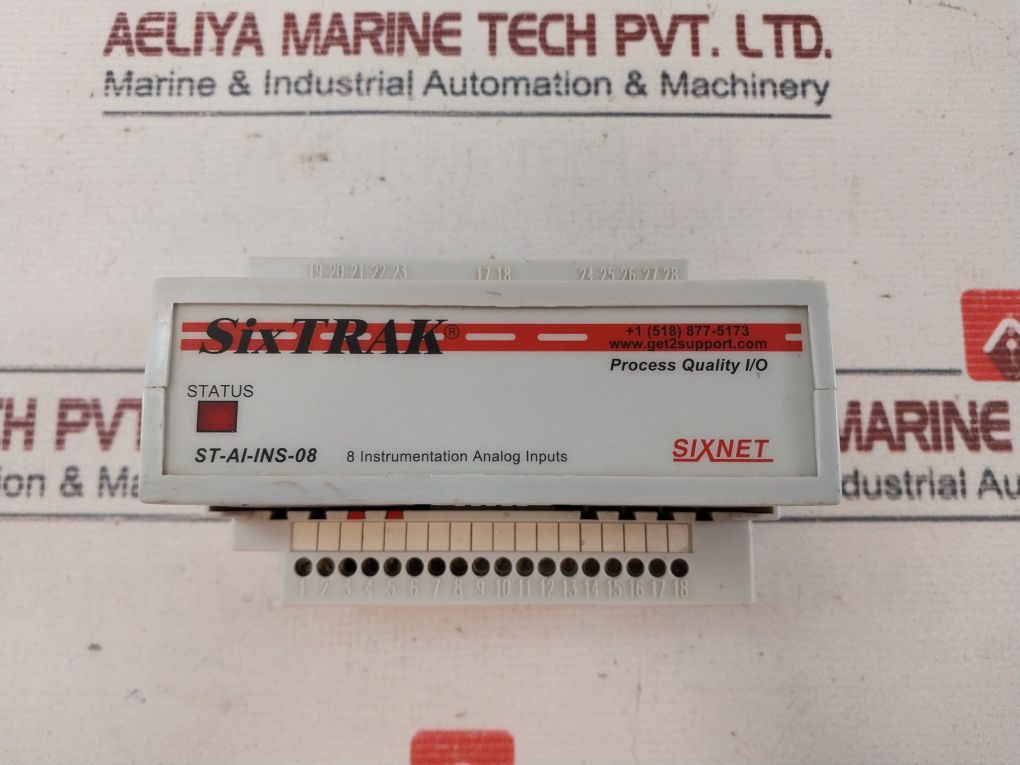 AELIYA MARINE TECH PVT. LTD.
Marine & Industrial Automation & Machinery
19 20 21 22 23 17 18 24 25 26 27 28
SixTRAK®
+1 (518) 877-5173
www.get2support.com
Process Quality I/O
STATUS
ST-AI-INS-08
8 Instrumentation Analog Inputs
SIXNET
H PVT
MARINE
ion & Ma
dustrial Au
1 2 3 4 5 6 7 8 9 10 11 12 13 14 15 16 17 18